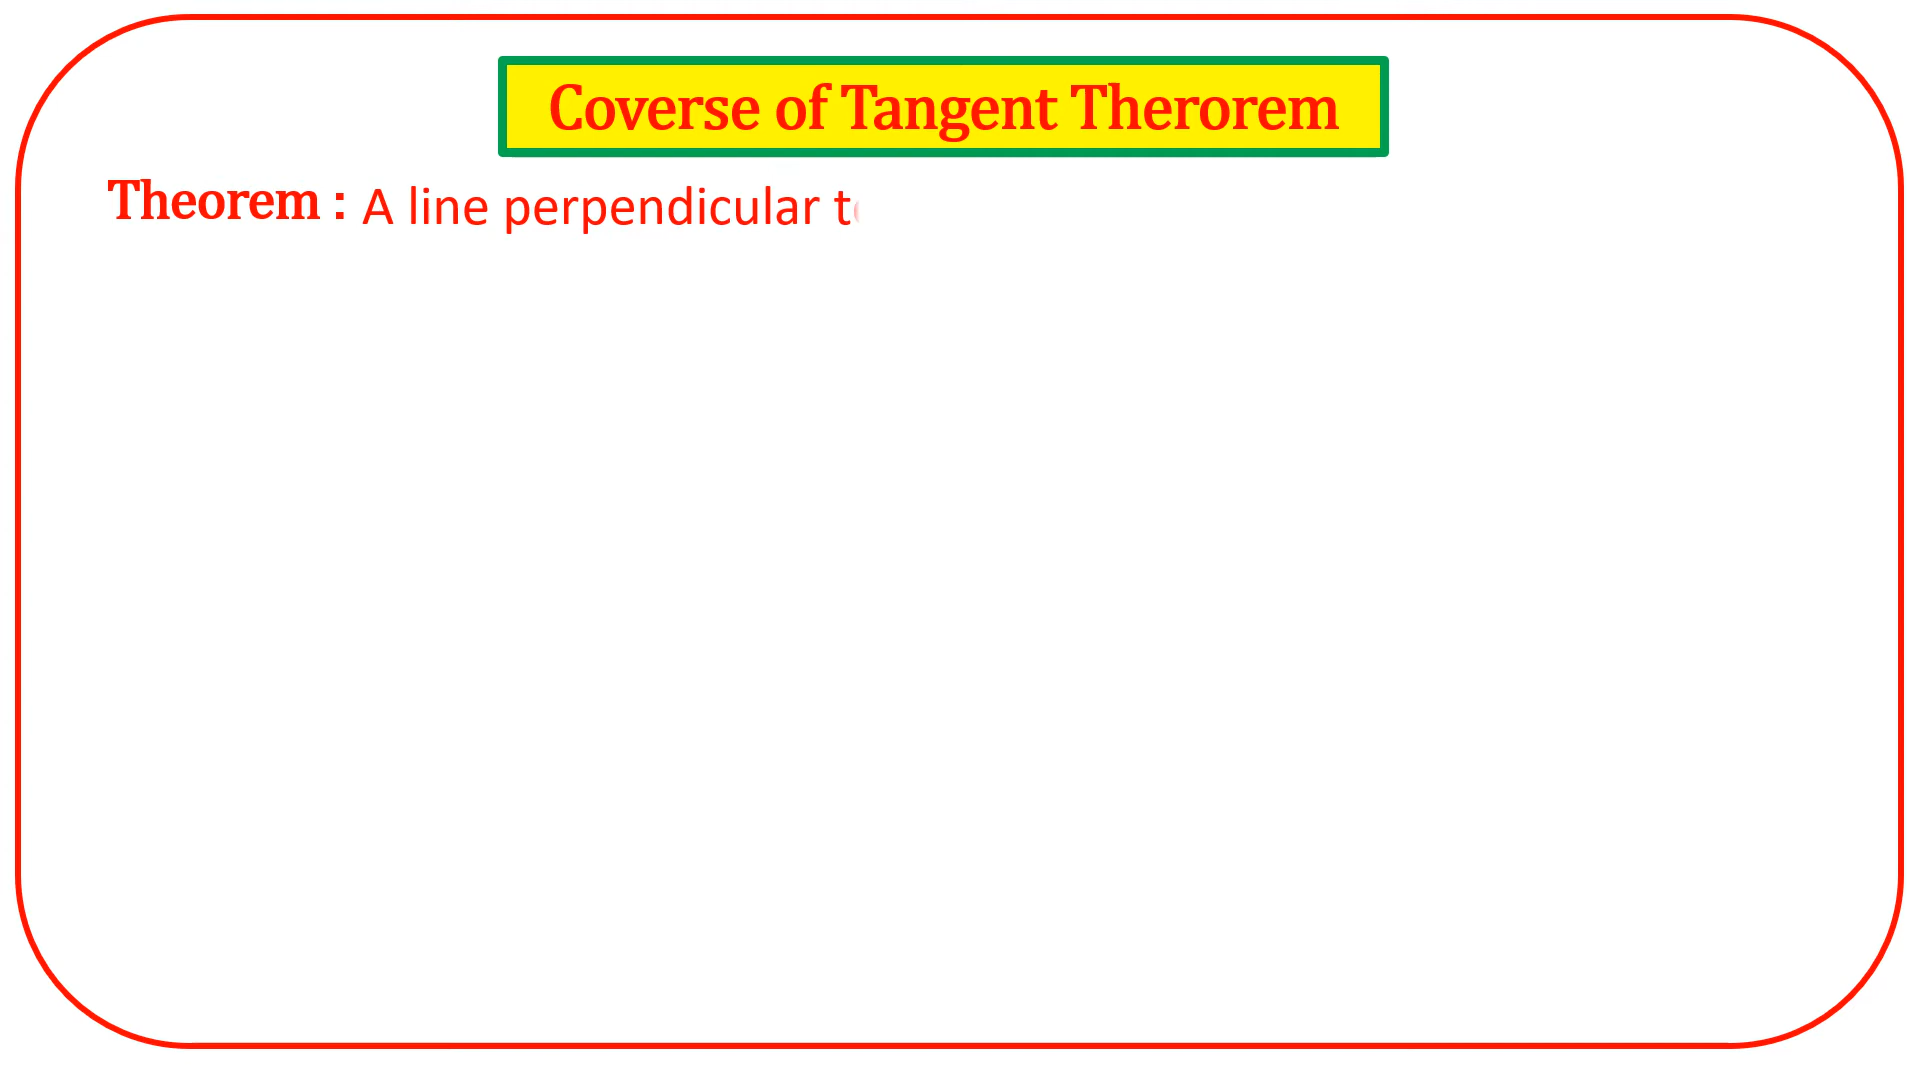 Coverse of Tangent Therorem
Theorem : A line perpendicular t